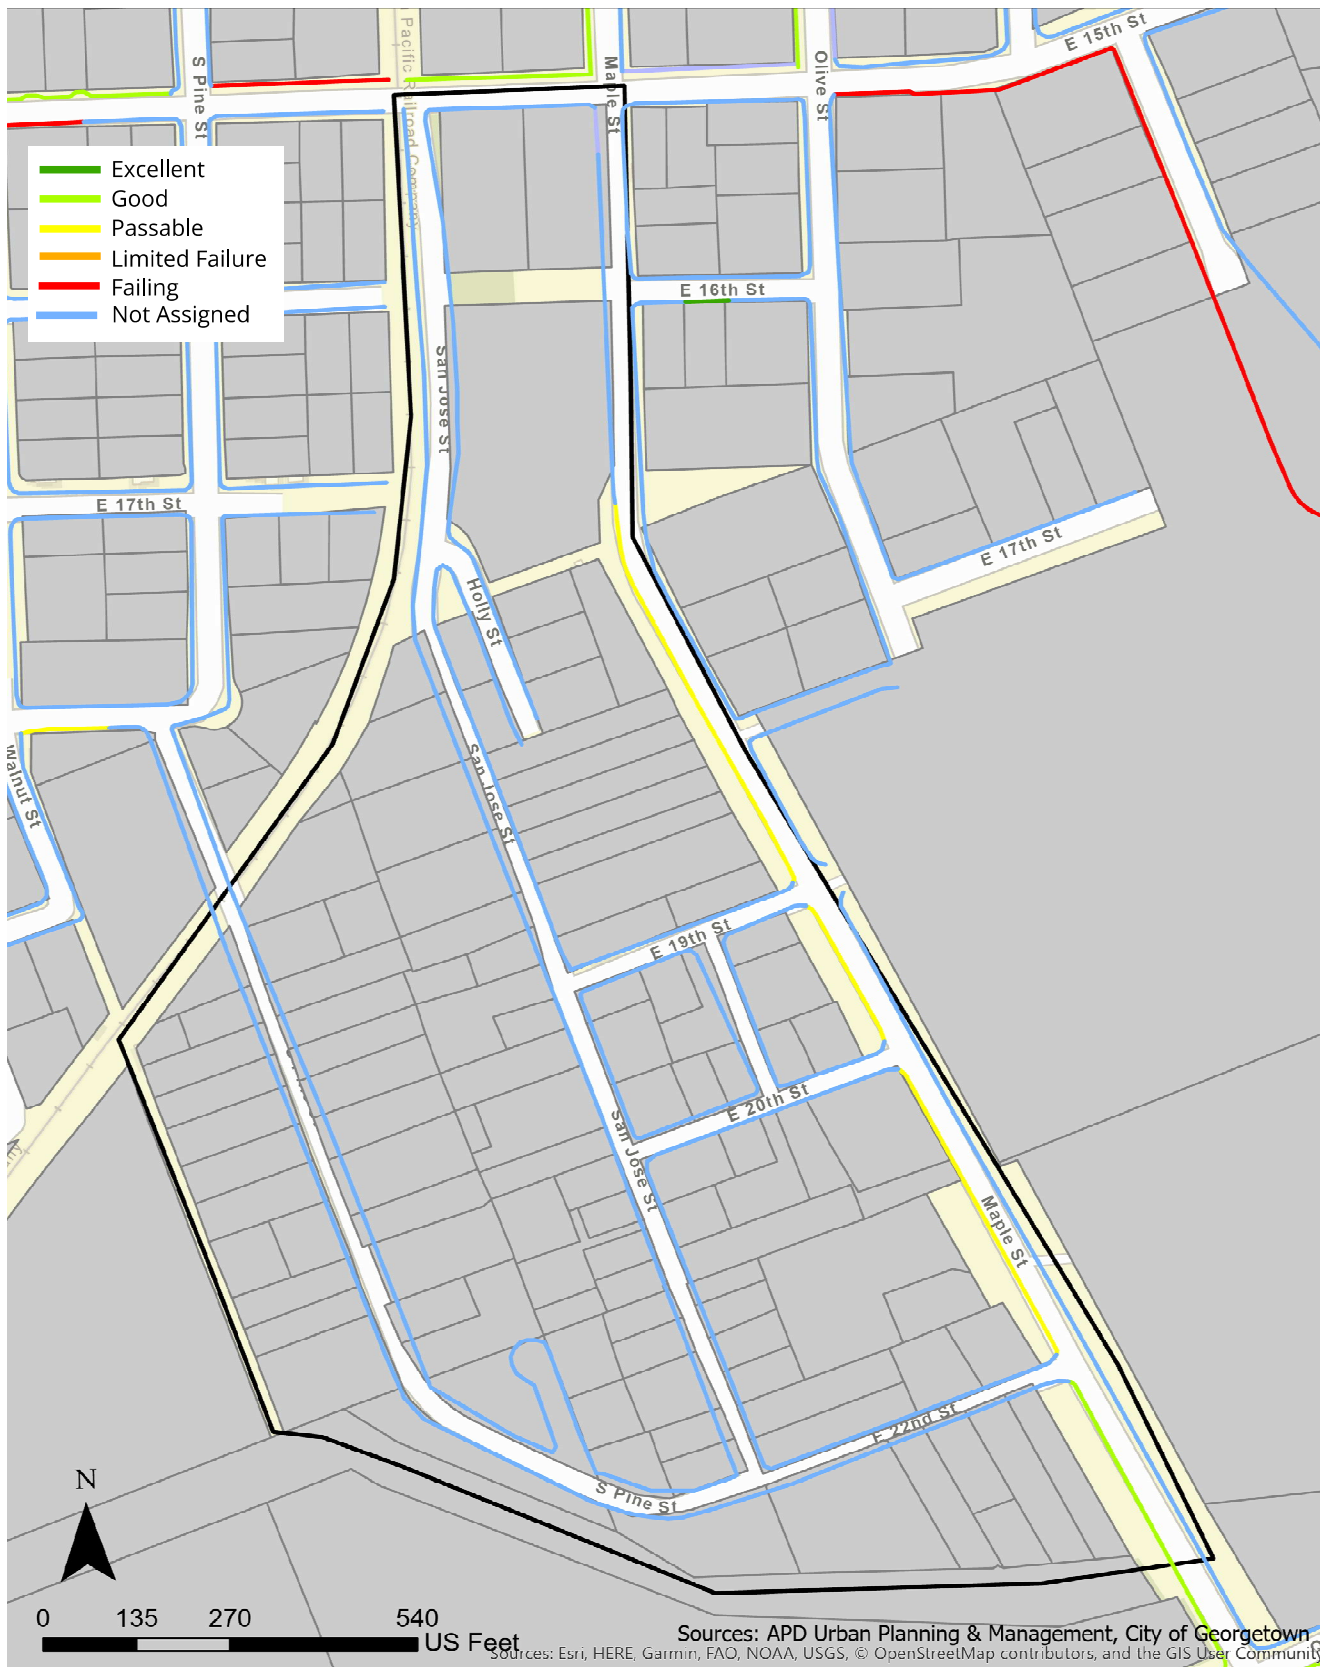 E 15th St
S Pine St
Pacific Railroad Company
Maple St
Olive St
Excellent
Good
Passable
Limited Failure
Failing
Not Assigned
E 16th St
San Jose St
E 17th St
E 17th St
Holly St
Walnut St
San Jose St
E 19th St
E 20th St
San Jose St
Maple St
E 22nd St
S Pine St
N
0 135 270 540
US Feet
Sources: APD Urban Planning & Management, City of Georgetown
Sources: Esri, HERE, Garmin, FAO, NOAA, USGS, © OpenStreetMap contributors, and the GIS User Community